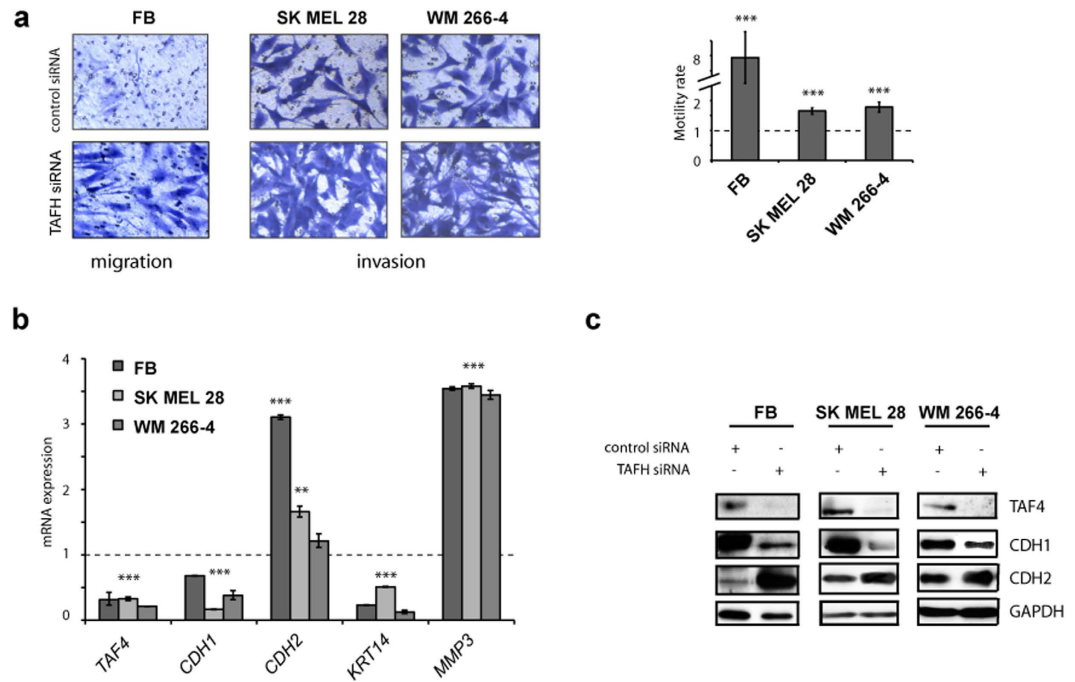 a
FB
SK MEL 28
WM 266-4
control siRNA
TAFH siRNA
migration
invasion
Motility rate
***
***
***
8
2
1
0
FB
SK MEL 28
WM 266-4
b
mRNA expression
4
3
2
1
0
FB
SK MEL 28
WM 266-4
***
***
***
**
***
***
TAF4
CDH1
CDH2
KRT14
MMP3
c
FB SK MEL 28 WM 266-4
control siRNA + - + - + -
TAFH siRNA - + - + - +
TAF4
CDH1
CDH2
GAPDH